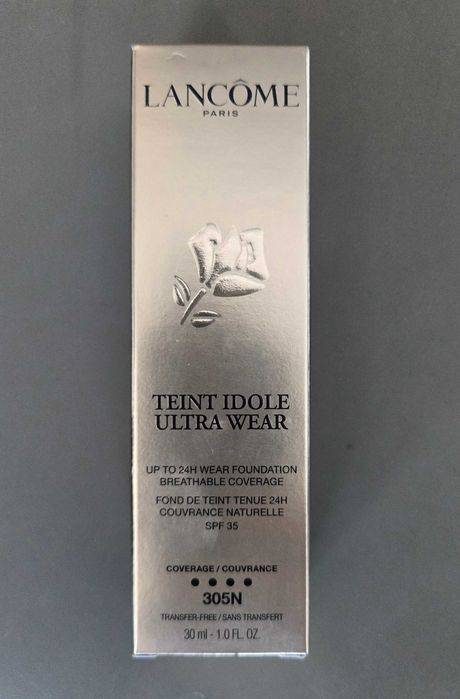 LANCÔME
PARIS
TEINT IDOLE
ULTRA WEAR
UP TO 24H WEAR FOUNDATION
BREATHABLE COVERAGE
FOND DE TEINT TENUE 24H
COUVRANCE NATURELLE
SPF 35
COVERAGE / COUVRANCE
305N
TRANSFER-FREE / SANS TRANSFERT
30 ml - 1.0 FL. OZ.